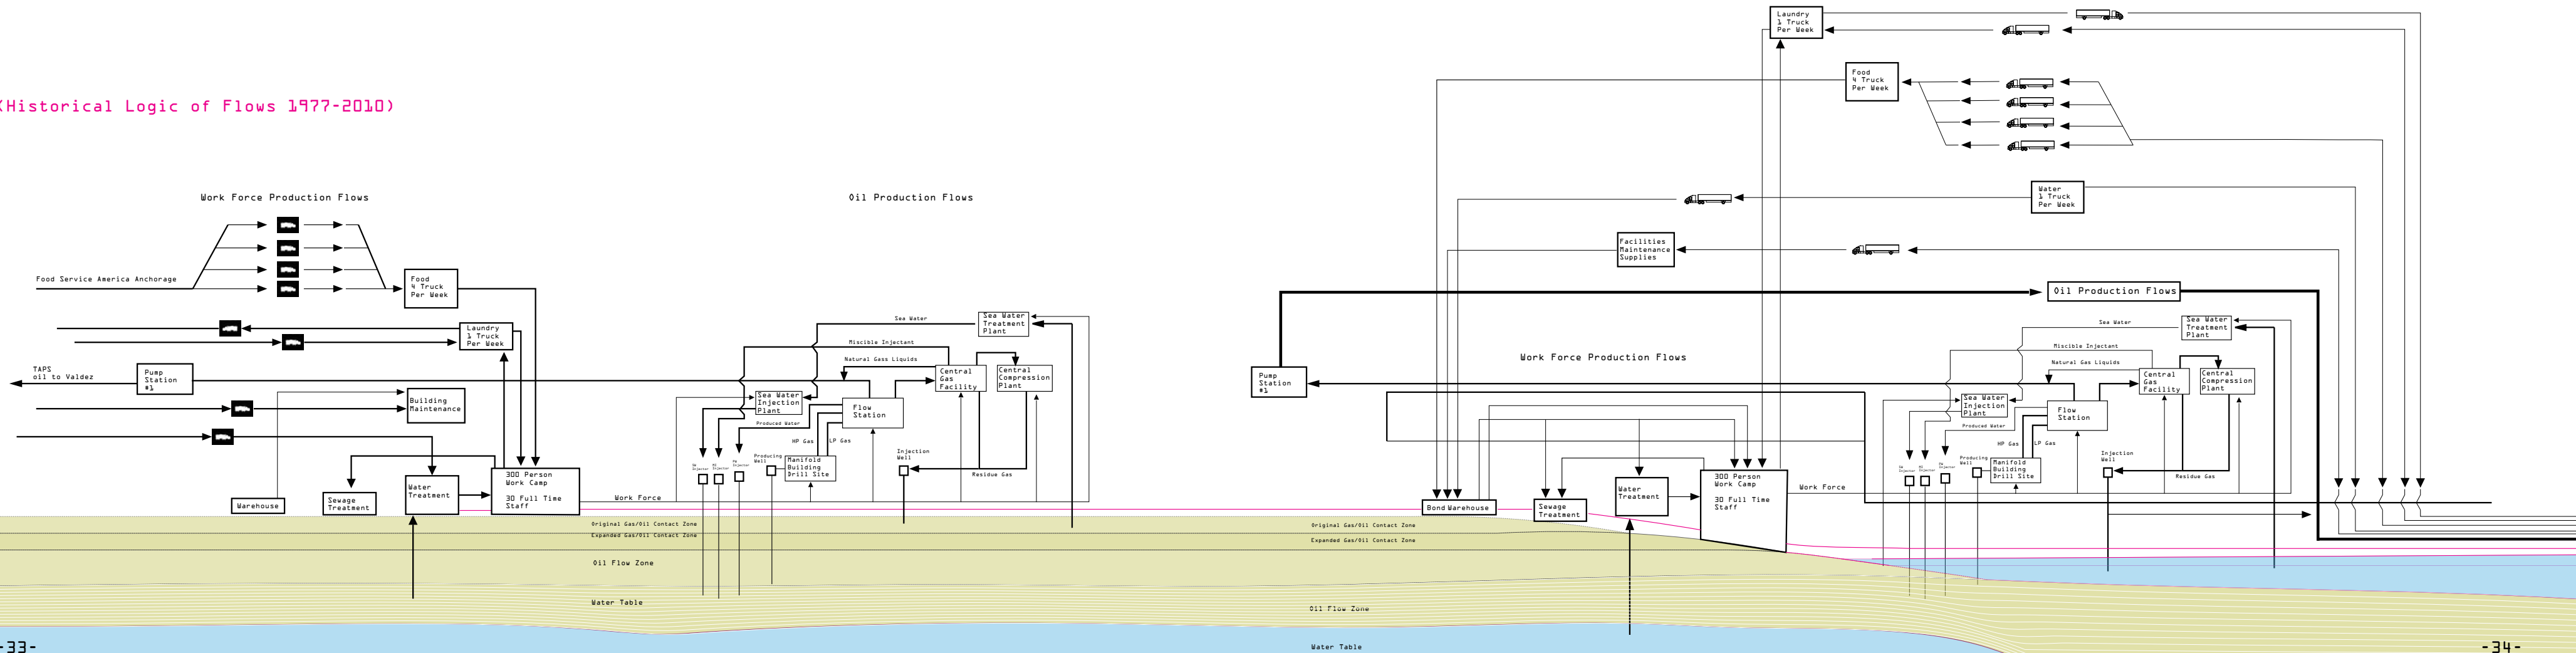 (Historical Logic of Flows 1977-2010)
Work Force Production Flows
Oil Production Flows
Food Service America Anchorage
Food
4 Truck
Per Week
Laundry
1 Truck
Per Week
TAPS
oil to Valdez
Pump
Station
#1
Building
Maintenance
Warehouse
Sewage
Treatment
Water
Treatment
300 Person
Work Camp
30 Full Time
Staff
Work Force
Sea Water
Sea Water
Treatment
Plant
Miscible Injectant
Natural Gass Liquids
Central
Gas
Facility
Central
Compression
Plant
Sea Water
Injection
Plant
Flow
Station
Produced Water
HP Gas
LP Gas
Producing
Well
Manifold
Building
Drill Site
Injection
Well
Residue Gas
Injector
Injector
Injector
Original Gas/Oil Contact Zone
Expanded Gas/Oil Contact Zone
Oil Flow Zone
Water Table
-33-
Laundry
1 Truck
Per Week
Food
4 Truck
Per Week
Water
1 Truck
Per Week
Facilities
Maintenance
Supplies
Oil Production Flows
Work Force Production Flows
Pump
Station
#1
Sea Water
Sea Water
Treatment
Plant
Miscible Injectant
Natural Gas Liquids
Central
Gas
Facility
Central
Compression
Plant
Sea Water
Injection
Plant
Flow
Station
Produced Water
HP Gas
LP Gas
Producing
Well
Manifold
Building
Drill Site
Injection
Well
Residue Gas
Injector
Injector
Injector
Bond Warehouse
Sewage
Treatment
Water
Treatment
300 Person
Work Camp
30 Full Time
Staff
Work Force
Original Gas/Oil Contact Zone
Expanded Gas/Oil Contact Zone
Oil Flow Zone
Water Table
-34-